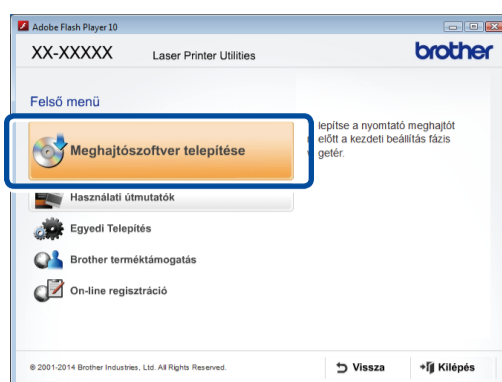 Adobe Flash Player 10
XX-XXXXX Laser Printer Utilities brother
Felső menü
Meghajtószoftver telepítése
lepítse a nyomtató meghajtót
előtt a kezdeti beállítás fázis
getér.
Használati útmutatók
Egyedi Telepítés
Brother terméktámogatás
On-line regisztráció
© 2001-2014 Brother Industries, Ltd. All Rights Reserved. Vissza Kilépés